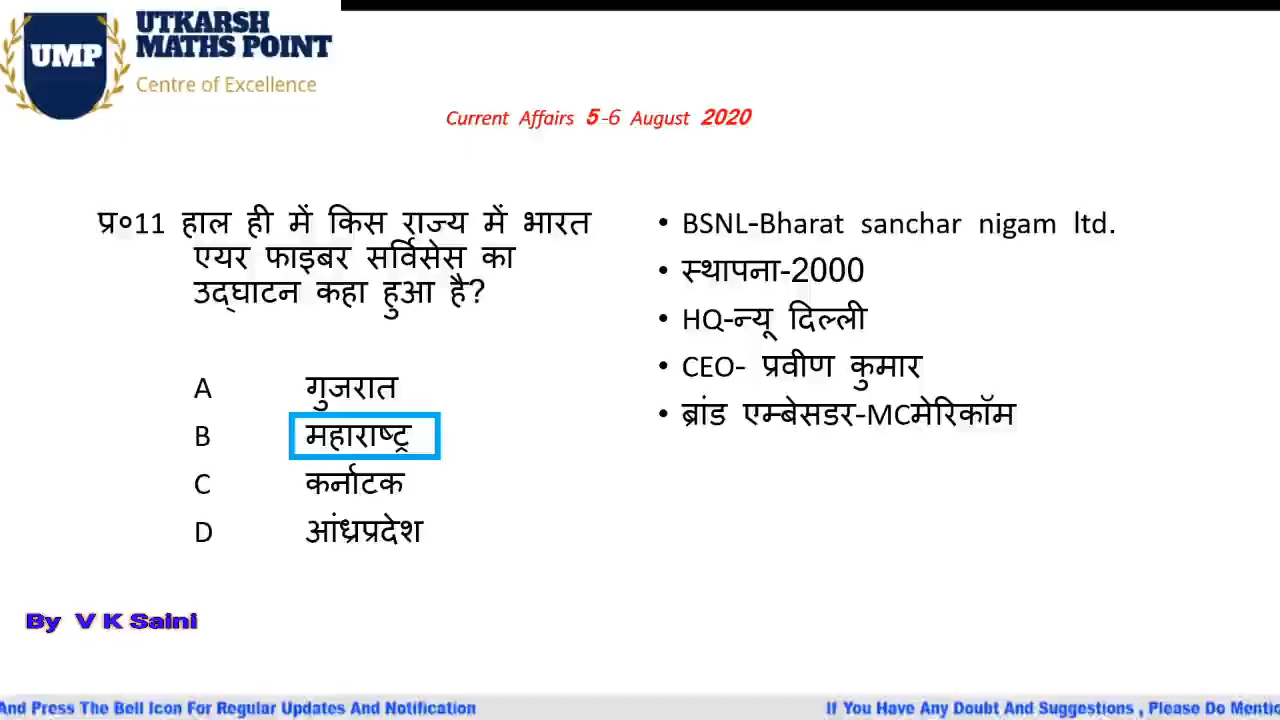 UTKARSH
MATHS POINT
UMP
Centre of Excellence
Current Affairs 5-6 August 2020
प्र०11 हाल ही में किस राज्य में भारत
एयर फाइबर सर्विसेस का
उद्घाटन कहा हुआ है?
A गुजरात
B महाराष्ट्र
C कर्नाटक
D आंध्रप्रदेश
• BSNL-Bharat sanchar nigam ltd.
• स्थापना-2000
• HQ-न्यू दिल्ली
• CEO- प्रवीण कुमार
• ब्रांड एम्बेसडर-MCमेरिकॉम
By V K Saini
And Press The Bell Icon For Regular Updates And Notification If You Have Any Doubt And Suggestions , Please Do Mentic